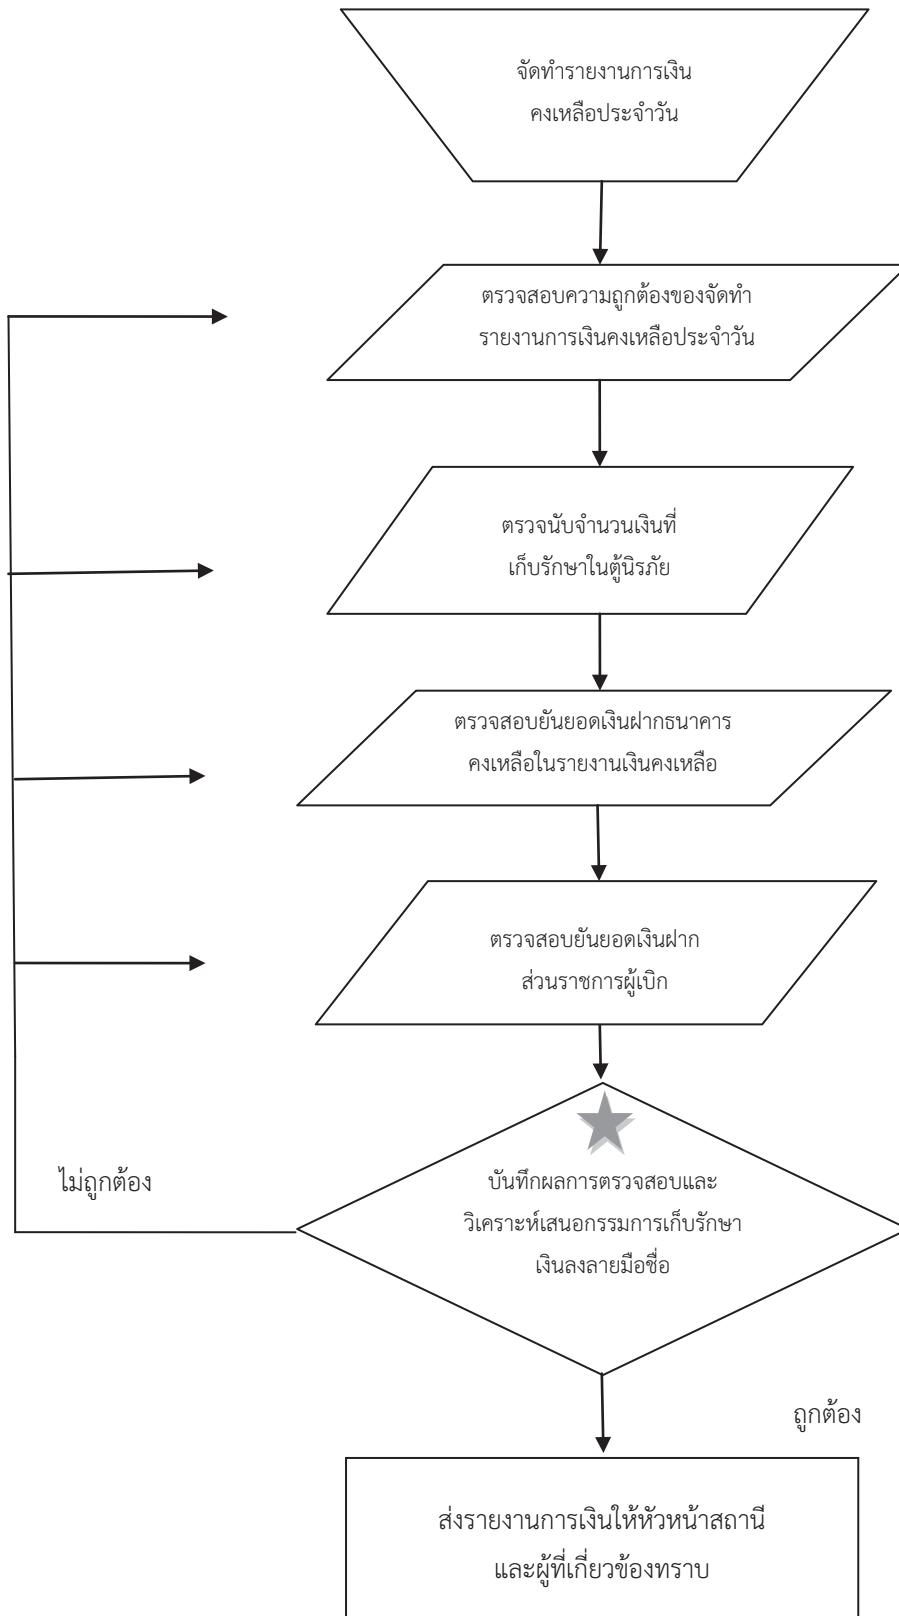 จัดทำรายงานการเงิน
คงเหลือประจำวัน
ตรวจสอบความถูกต้องของจัดทำ
รายงานการเงินคงเหลือประจำวัน
ตรวจนับจำนวนเงินที่
เก็บรักษาในตู้นิรภัย
ตรวจสอบยันยอดเงินฝากธนาคาร
คงเหลือในรายงานเงินคงเหลือ
ตรวจสอบยันยอดเงินฝาก
ส่วนราชการผู้เบิก
ไม่ถูกต้อง
บันทึกผลการตรวจสอบและ
วิเคราะห์เสนอกรรมการเก็บรักษา
เงินลงลายมือชื่อ
ถูกต้อง
ส่งรายงานการเงินให้หัวหน้าสถานี
และผู้ที่เกี่ยวข้องทราบ